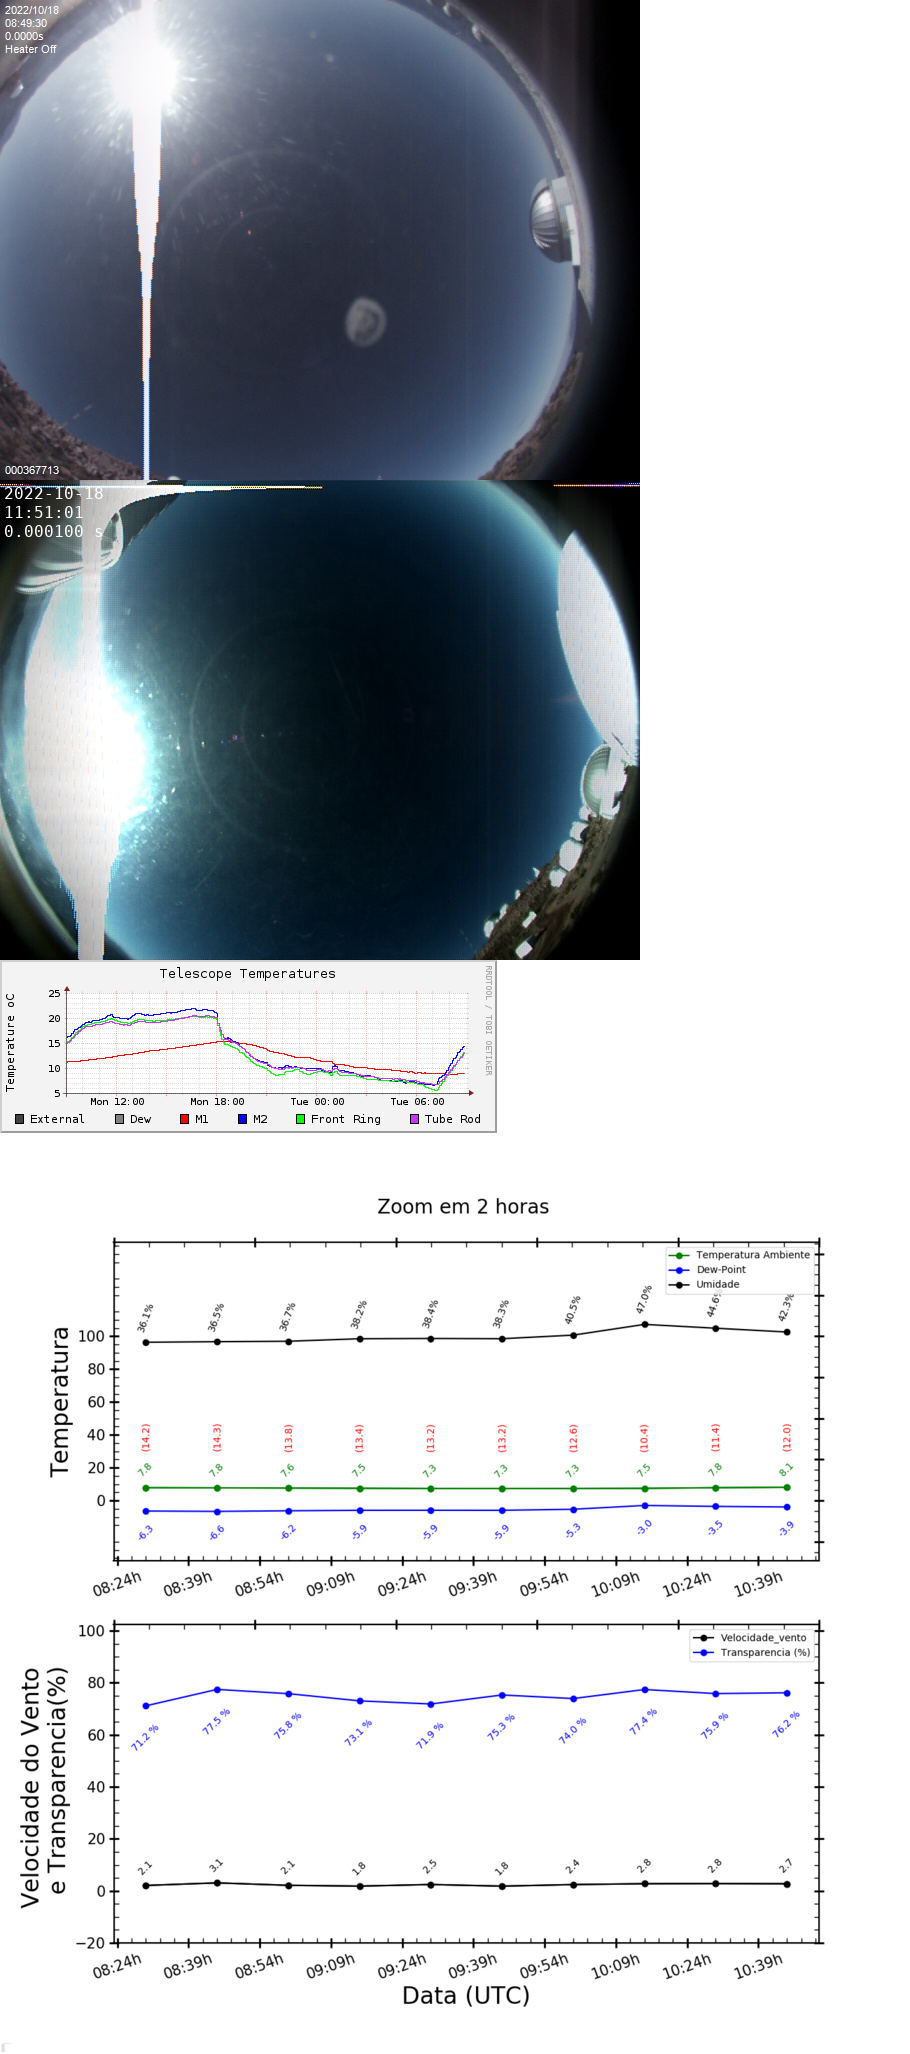 2022/10/18
08:49:30
0.0000s
Heater Off
000367713
2022-10-18
11:51:01
0.000100 s
Telescope Temperatures
RRDTOOL / TOBI OETIKER
Temperature oC
25
20
15
10
5
Mon 12:00 Mon 18:00 Tue 00:00 Tue 06:00
External Dew M1 M2 Front Ring Tube Rod
Zoom em 2 horas
Temperatura Ambiente
Dew-Point
Umidade
36.1% 36.5% 36.7% 38.2% 38.4% 38.3% 40.5% 47.0% 44.6% 42.3%
Temperatura
100
80
60
40
20
0
(14.2) (14.3) (13.8) (13.4) (13.2) (13.2) (12.6) (10.4) (11.4) (12.0)
7.8 7.8 7.6 7.5 7.3 7.3 7.3 7.5 7.8 8.1
-6.3 -6.6 -6.2 -5.9 -5.9 -5.9 -5.3 -3.0 -3.5 -3.9
08:24h 08:39h 08:54h 09:09h 09:24h 09:39h 09:54h 10:09h 10:24h 10:39h
Velocidade_vento
Transparencia (%)
Velocidade do Vento
e Transparencia(%)
100
80
60
40
20
0
−20
71.2 % 77.5 % 75.8 % 73.1 % 71.9 % 75.3 % 74.0 % 77.4 % 75.9 % 76.2 %
2.1 3.1 2.1 1.8 2.5 1.8 2.4 2.8 2.8 2.7
08:24h 08:39h 08:54h 09:09h 09:24h 09:39h 09:54h 10:09h 10:24h 10:39h
Data (UTC)